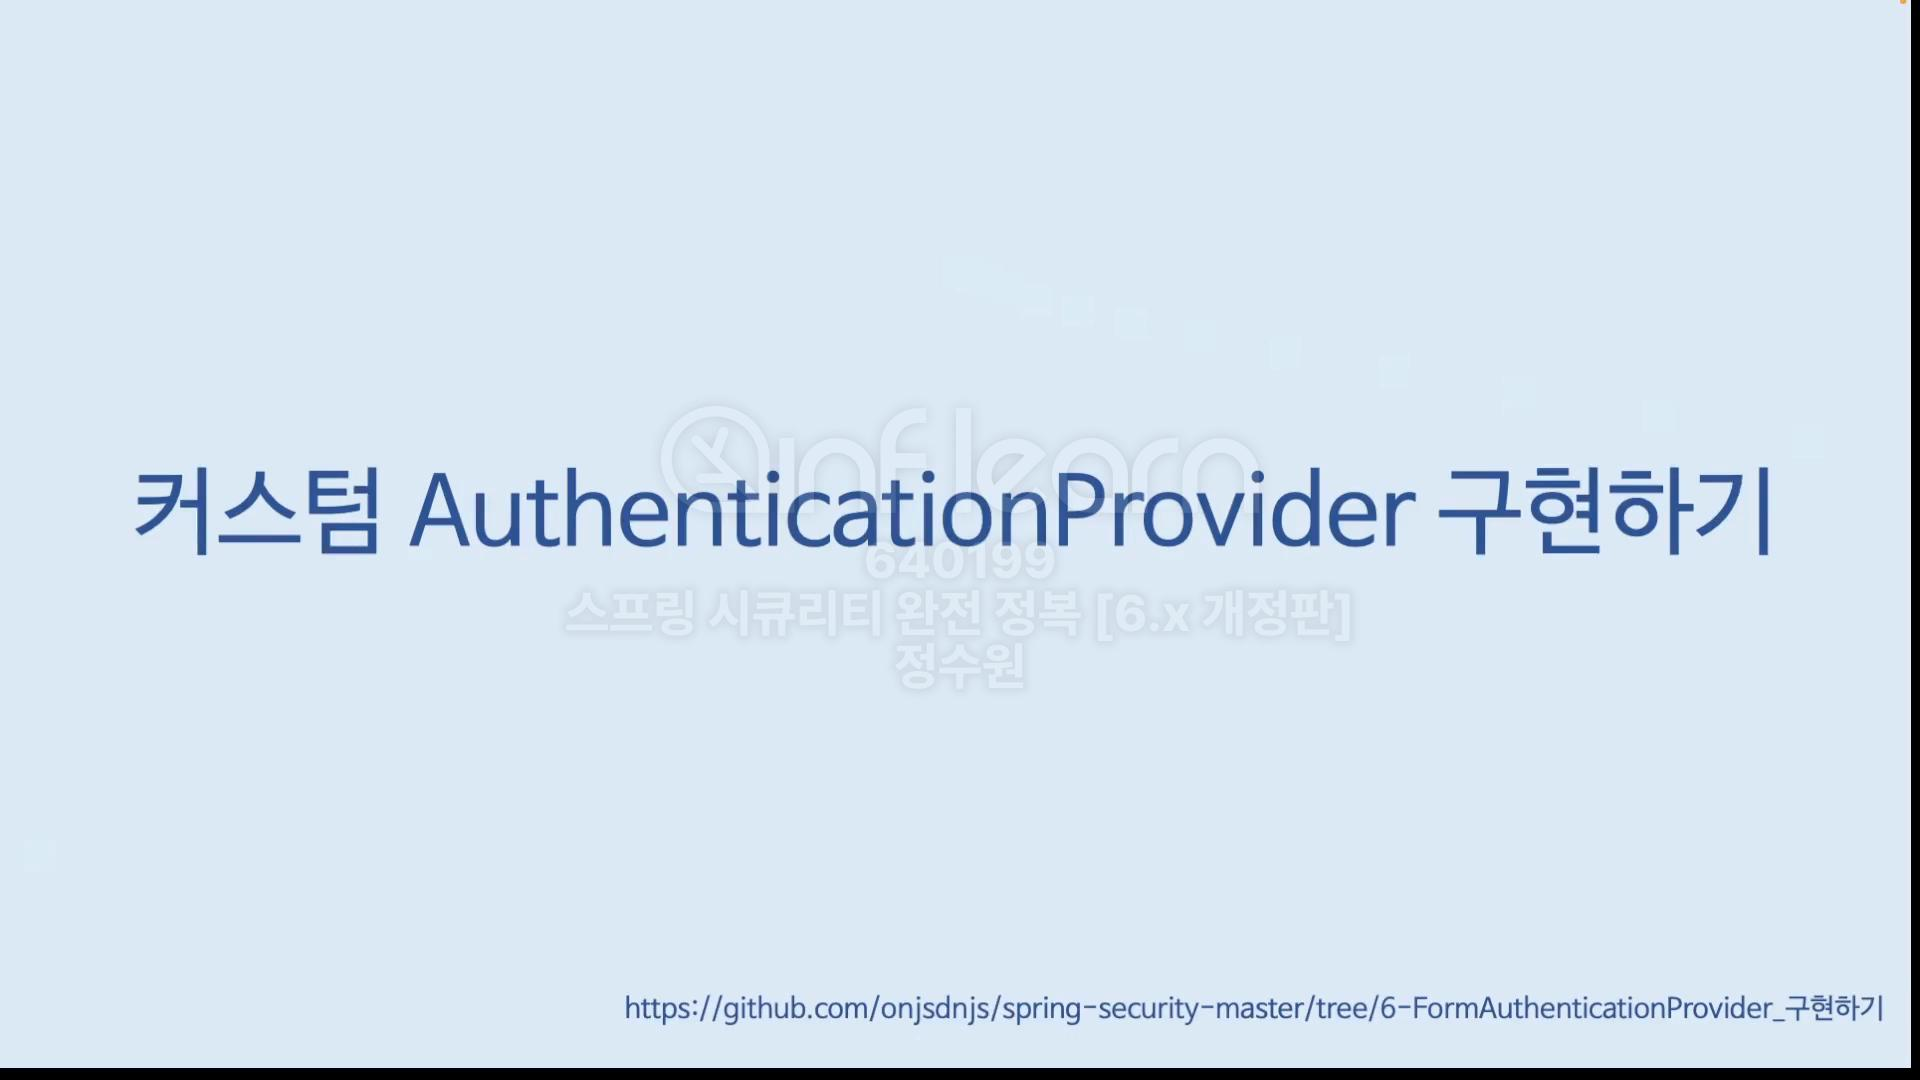 inflearn
커스텀 AuthenticationProvider 구현하기
640199
스프링 시큐리티 완전 정복 [6.x 개정판]
정수원
https://github.com/onjsdnjs/spring-security-master/tree/6-FormAuthenticationProvider_구현하기